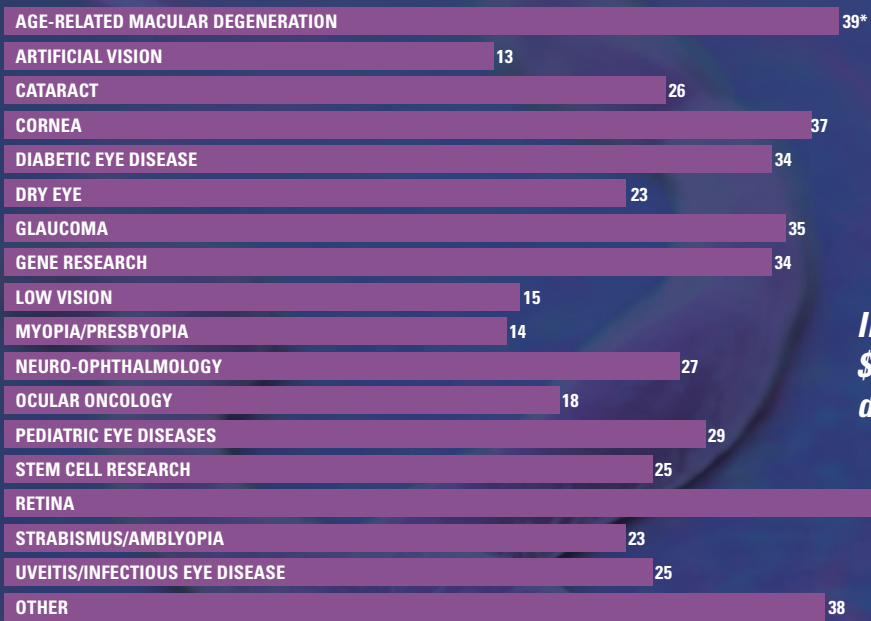 AGE-RELATED MACULAR DEGENERATION 39*
ARTIFICIAL VISION 13
CATARACT 26
CORNEA 37
DIABETIC EYE DISEASE 34
DRY EYE 23
GLAUCOMA 35
GENE RESEARCH 34
LOW VISION 15
MYOPIA/PRESBYOPIA 14
NEURO-OPHTHALMOLOGY 27
OCULAR ONCOLOGY 18
PEDIATRIC EYE DISEASES 29
STEM CELL RESEARCH 25
RETINA
STRABISMUS/AMBLYOPIA 23
UVEITIS/INFECTIOUS EYE DISEASE 25
OTHER 38